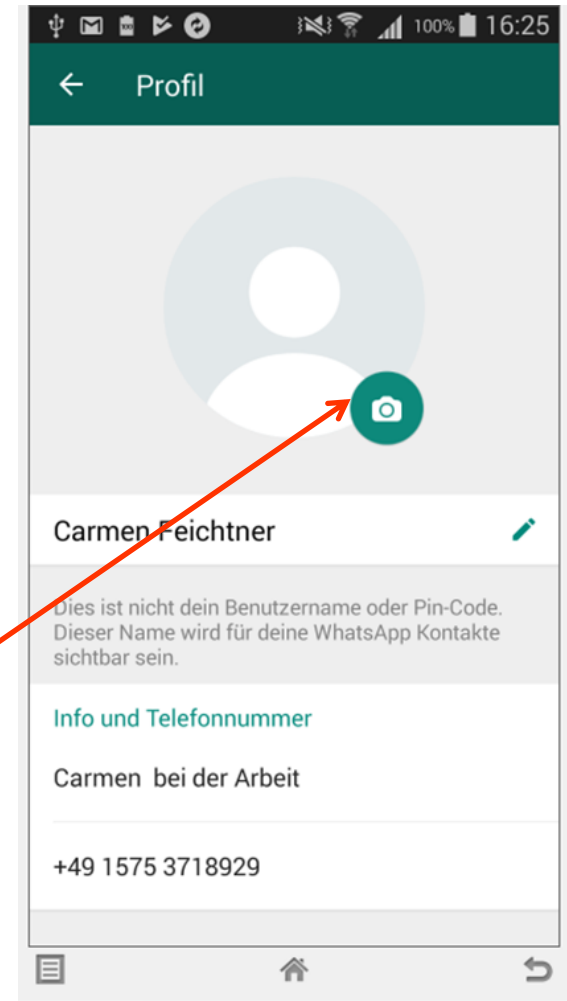 100% 16:25
Profil
Carmen Feichtner
Dies ist nicht dein Benutzername oder Pin-Code.
Dieser Name wird für deine WhatsApp Kontakte
sichtbar sein.
Info und Telefonnummer
Carmen bei der Arbeit
+49 1575 3718929